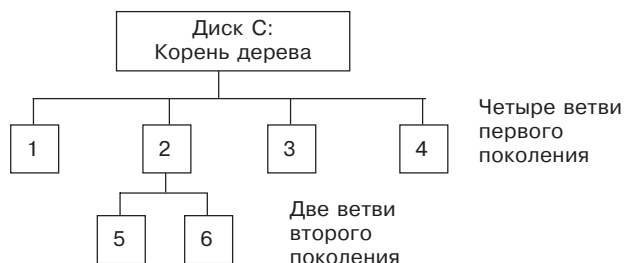 Диск С:
Корень дерева
Четыре ветви
первого
поколения
1
2
3
4
Две ветви
второго
поколения
5
6